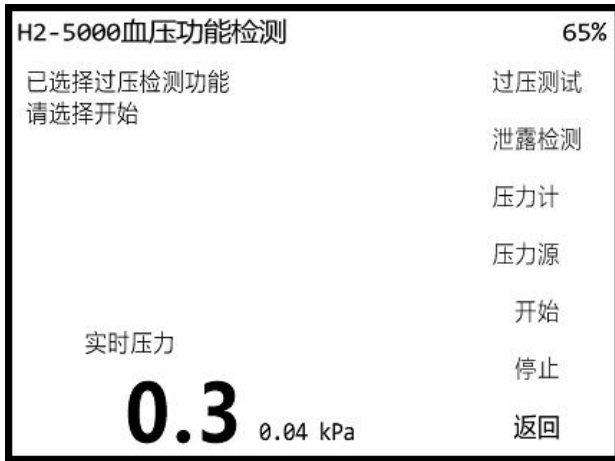 H2-5000血压功能检测 65%
已选择过压检测功能
请选择开始
过压测试
泄露检测
压力计
压力源
开始
停止
返回
实时压力
0.3 0.04 kPa